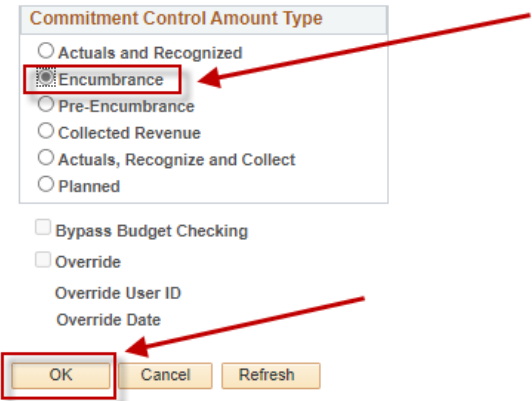 Commitment Control Amount Type
Actuals and Recognized
Encumbrance
Pre-Encumbrance
Collected Revenue
Actuals, Recognize and Collect
Planned
Bypass Budget Checking
Override
Override User ID
Override Date
OK Cancel Refresh